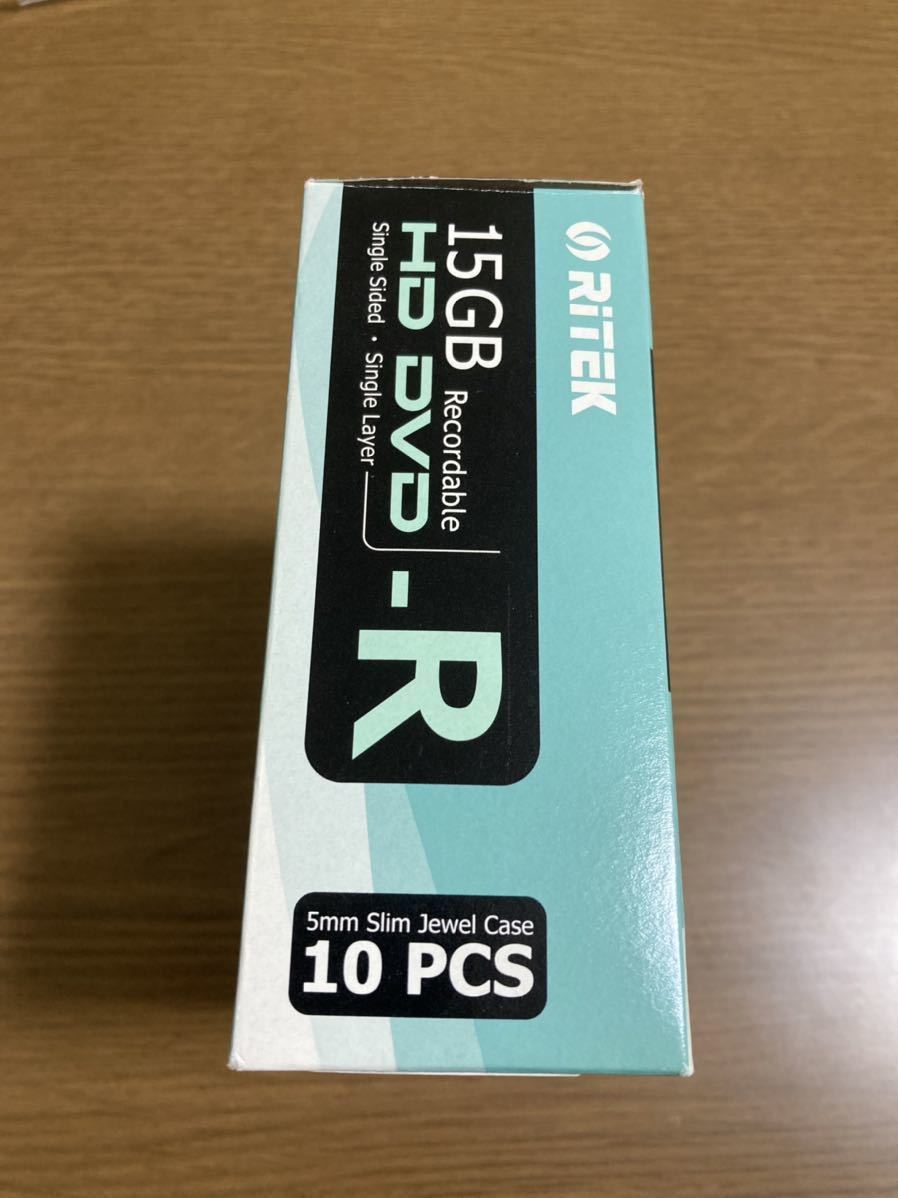 RiTEK
15GB Recordable
HD DVD-R
Single Sided · Single Layer
5mm Slim Jewel Case
10 PCS